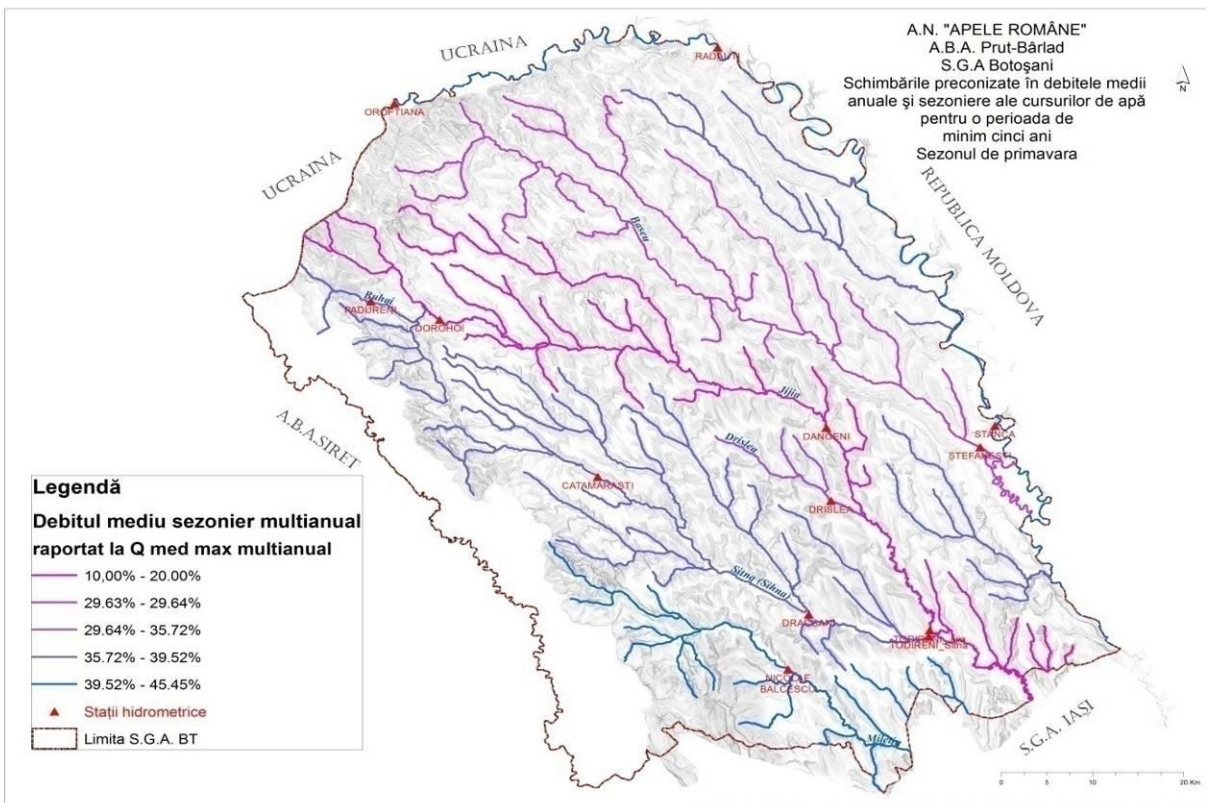 A.N. "APELE ROMÂNE"
A.B.A. Prut-Bârlad
S.G.A Botoşani
Schimbările preconizate în debitele medii
anuale şi sezoniere ale cursurilor de apă
pentru o perioada de
minim cinci ani
Sezonul de primavara
N
UCRAINA
RADAUTI
OROFTIANA
UCRAINA
REPUBLICA MOLDOVA
Baseu
Buhai
PADURENI
DOROHOI
Jijia
A.B.A.SIRET
DANGENI
STANCA
STEFANESTI
Drislea
CATAMARASTI
DRISLEA
Sitna (Sihna)
DRACSANI
TODIRENI_Sitna
NICOLAE
BALCESCU
Miletin
S.G.A. IAŞI
Legendă
Debitul mediu sezonier multianual
raportat la Q med max multianual
10,00% - 20.00%
29.63% - 29.64%
29.64% - 35.72%
35.72% - 39.52%
39.52% - 45.45%
Staţii hidrometrice
Limita S.G.A. BT
0 5 10 20 Km